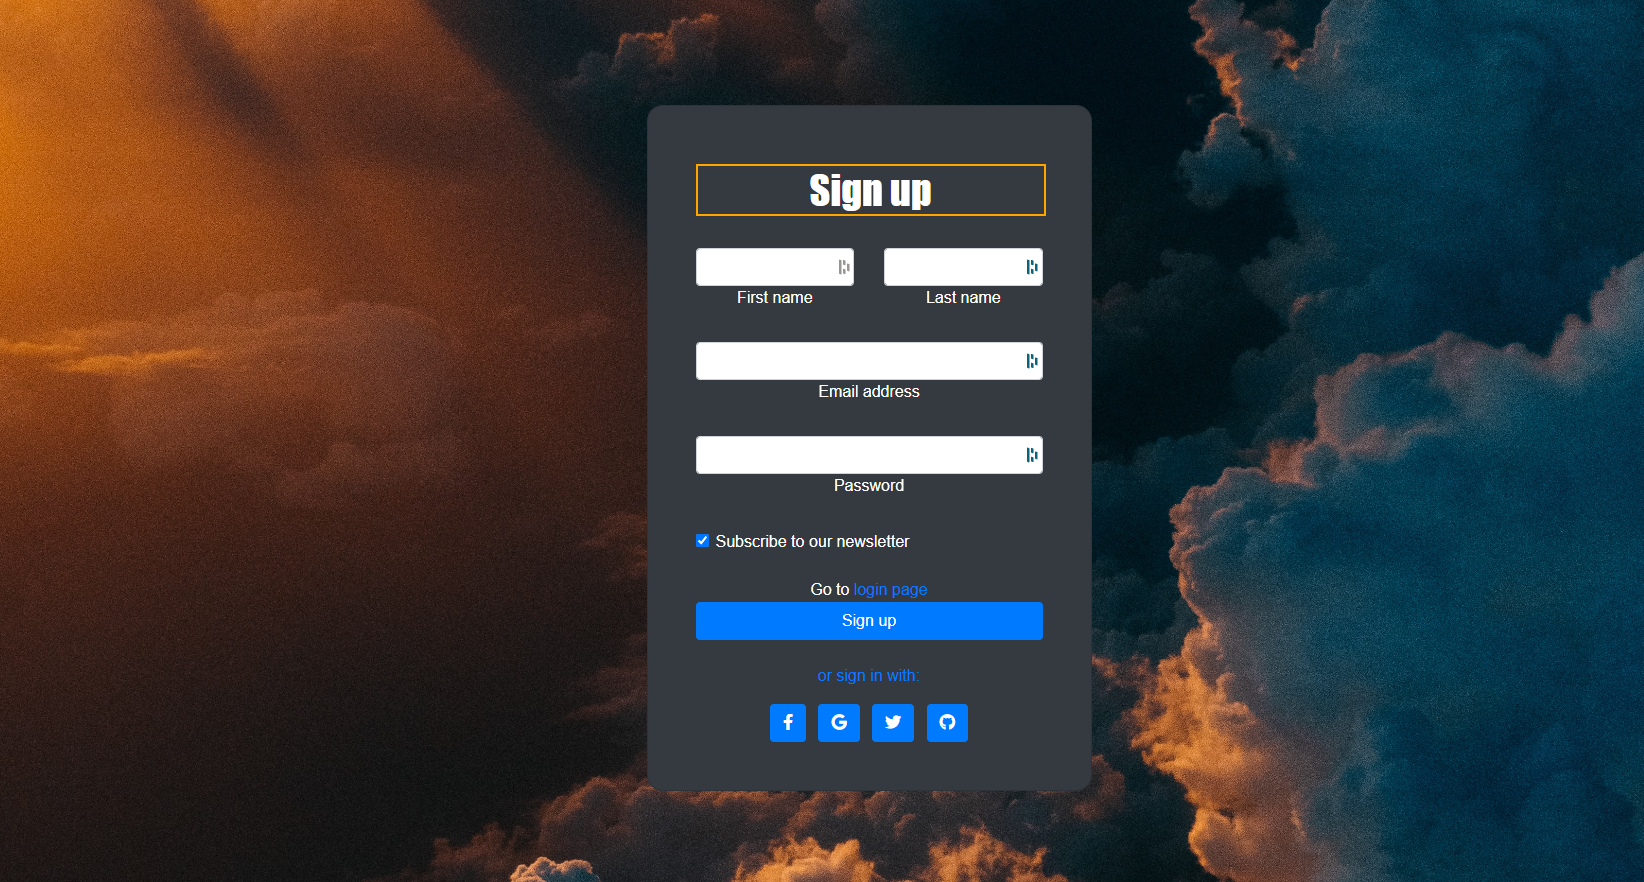 Sign up
First name Last name
Email address
Password
Subscribe to our newsletter
Go to login page
Sign up
or sign in with: